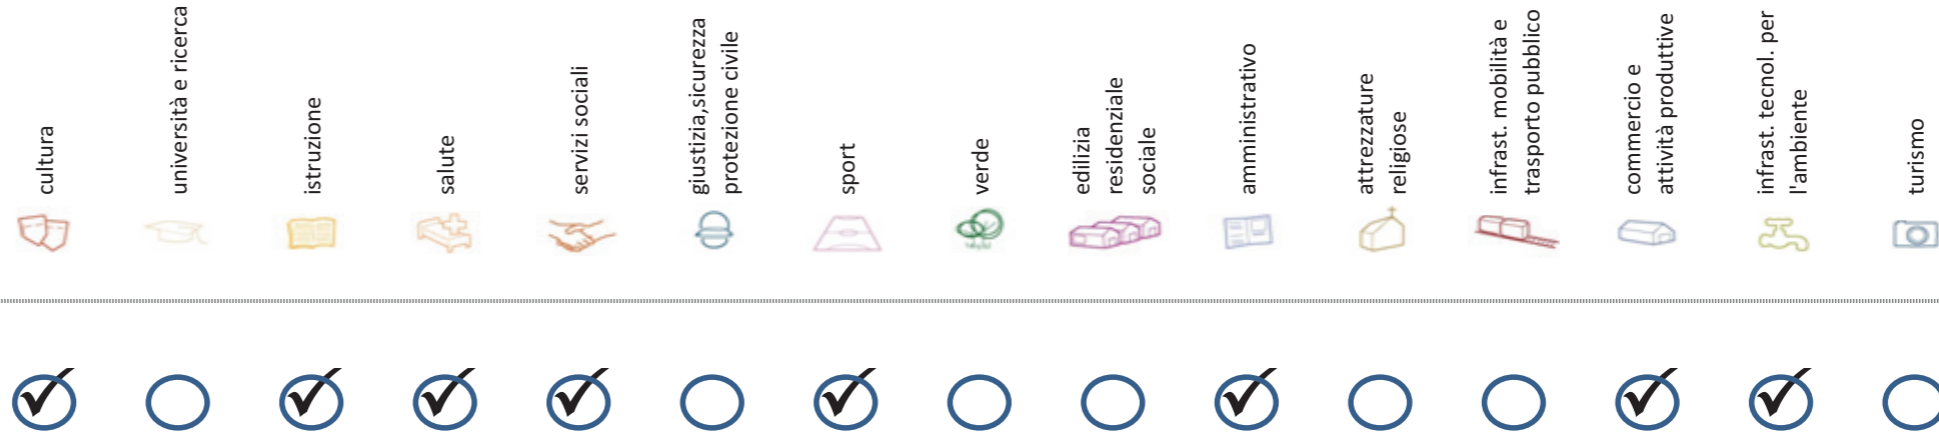 cultura
università e ricerca
istruzione
salute
servizi sociali
giustizia,sicurezza
protezione civile
sport
verde
edilizia
residenziale
sociale
amministrativo
attrezzature
religiose
infrast. mobilità e
trasporto pubblico
commercio e
attività produttive
infrast. tecnol. per
l'ambiente
turismo